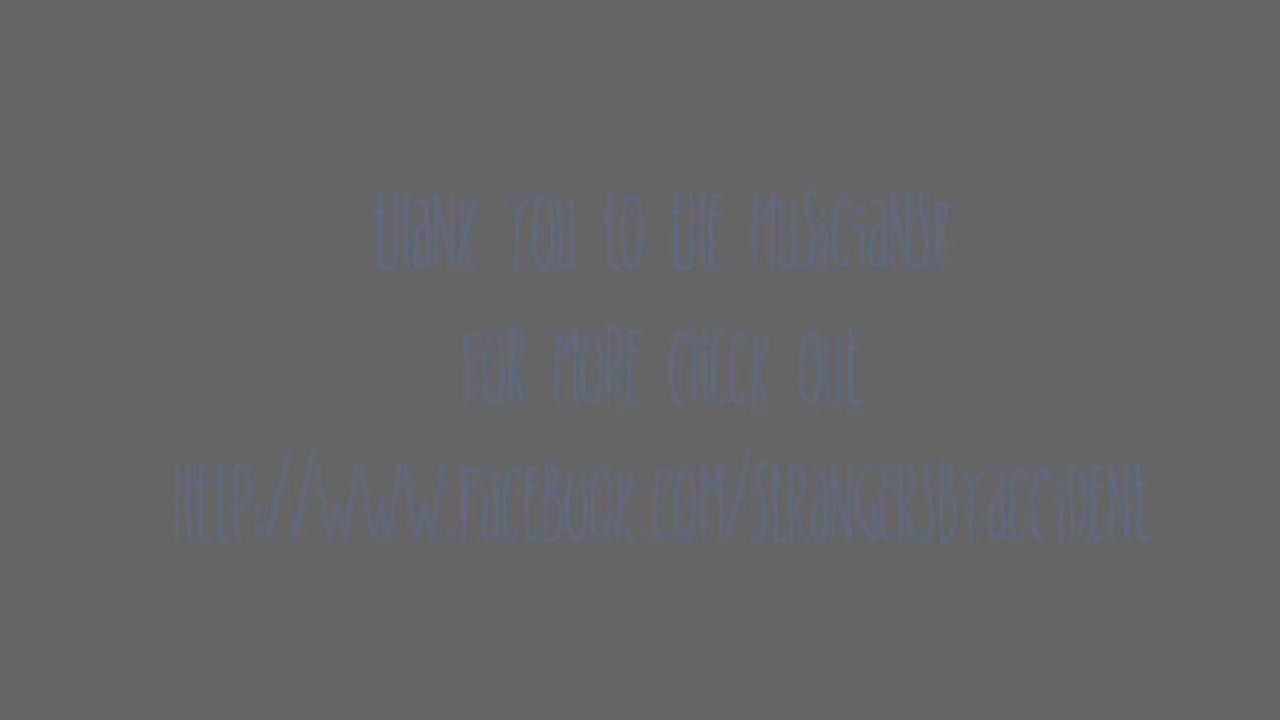 tHaNK YOU tO tHE MUSiCiANS!
FOR MORE CHECK OUt
Http://WWW.FaCEBOOK.COM/StRaNGERSBYaCCiDENt